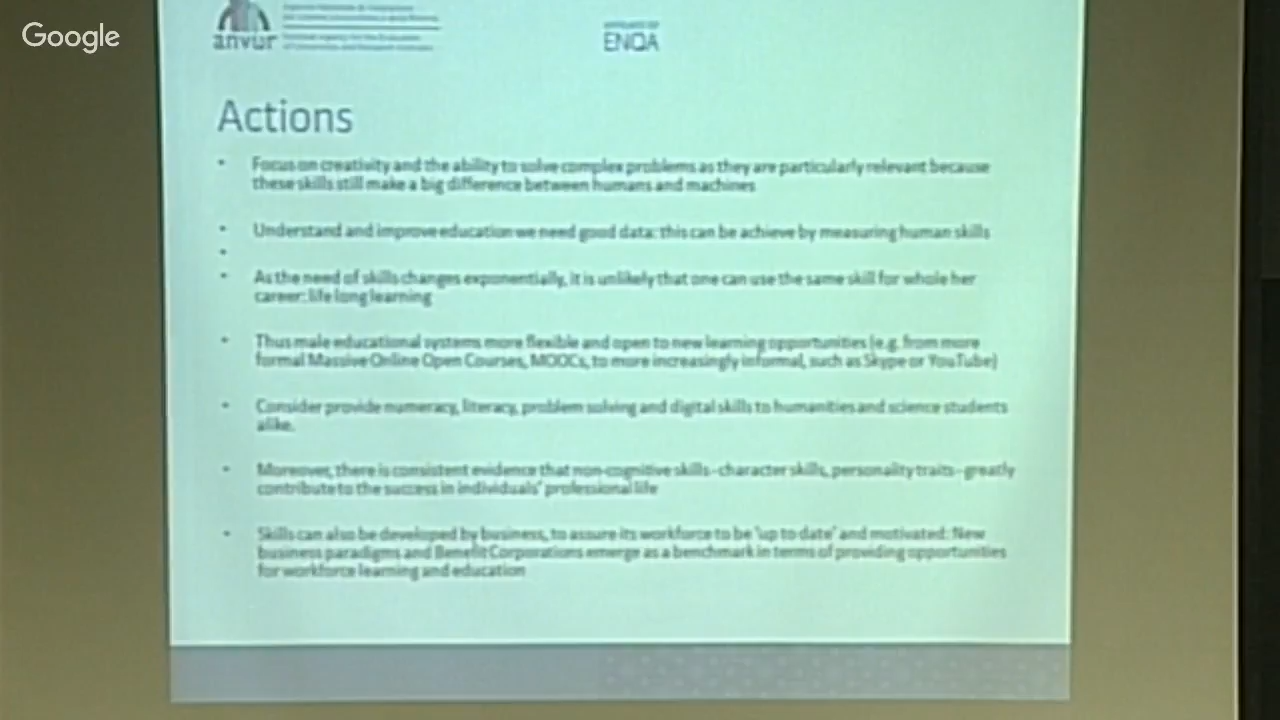 Google
anvur
ENQA
Actions
• Focus on creativity and the ability to solve complex problems as they are particularly relevant because
these skills still make a big difference between humans and machines
• Understand and improve education we need good data: this can be achieve by measuring human skills
•
• As the need of skills changes exponentially, it is unlikely that one can use the same skill for whole her
career: life long learning
• Thus male educational systems more flexible and open to new learning opportunities (e.g. from more
formal Massive Online Open Courses, MOOCs, to more increasingly informal, such as Skype or YouTube)
• Consider provide numeracy, literacy, problem solving and digital skills to humanities and science students
alike.
• Moreover, there is consistent evidence that non-cognitive skills - character skills, personality traits - greatly
contribute to the success in individuals' professional life
• Skills can also be developed by business, to assure its workforce to be 'up to date' and motivated: New
business paradigms and Benefit Corporations emerge as a benchmark in terms of providing opportunities
for workforce learning and education